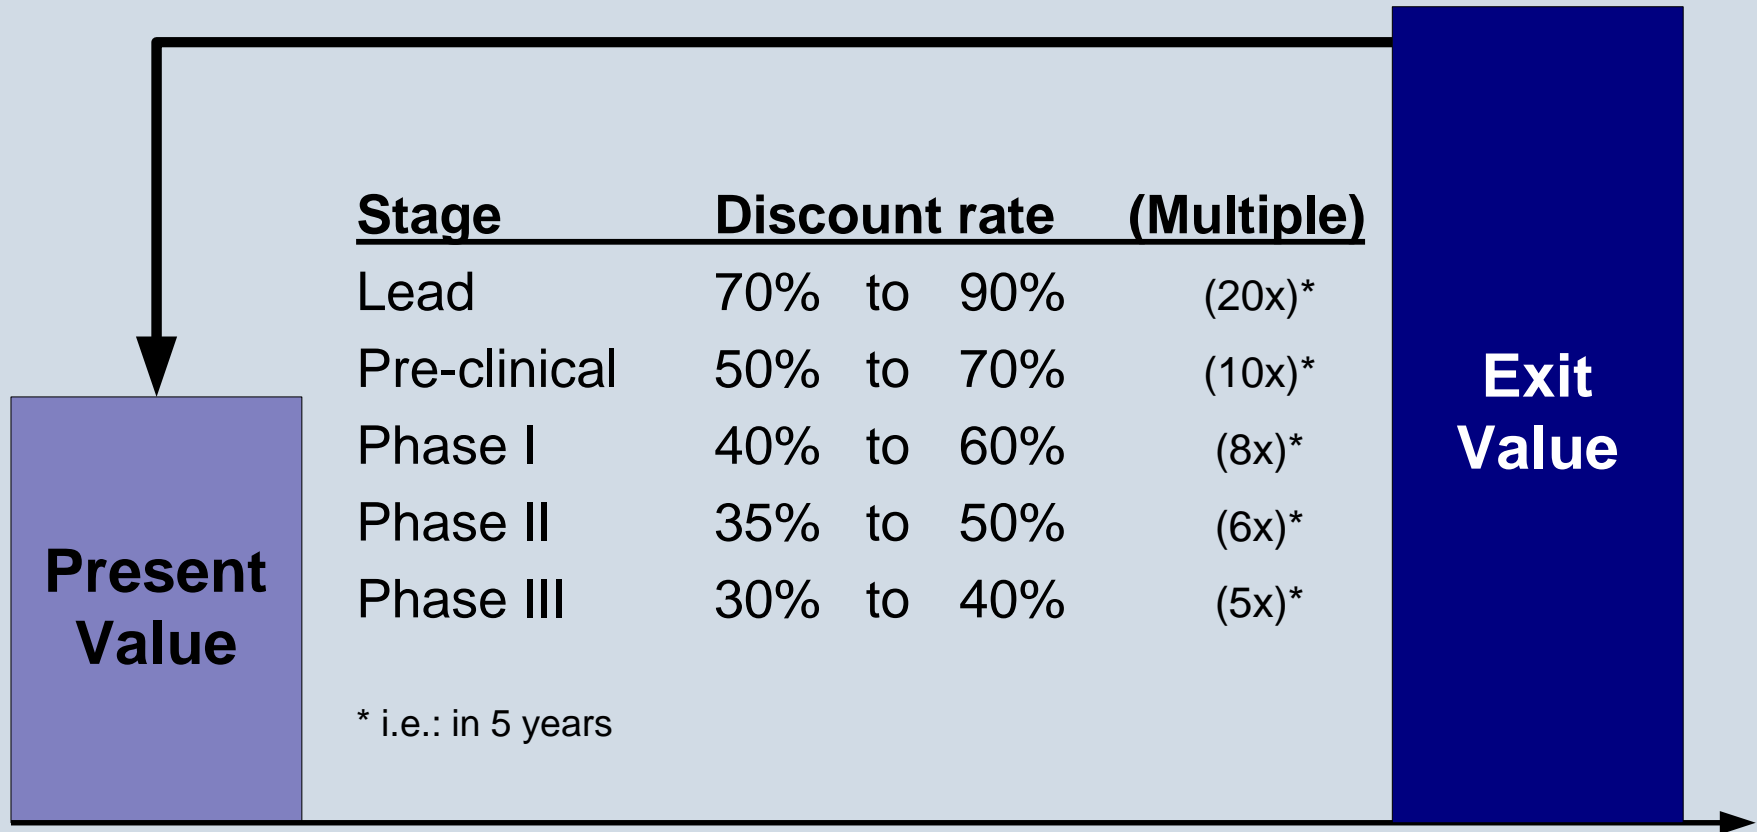 Stage Discount rate (Multiple)
Lead 70% to 90% (20x)*
Pre-clinical 50% to 70% (10x)*
Phase I 40% to 60% (8x)*
Phase II 35% to 50% (6x)*
Phase III 30% to 40% (5x)*
* i.e.: in 5 years
Present
Value
Exit
Value